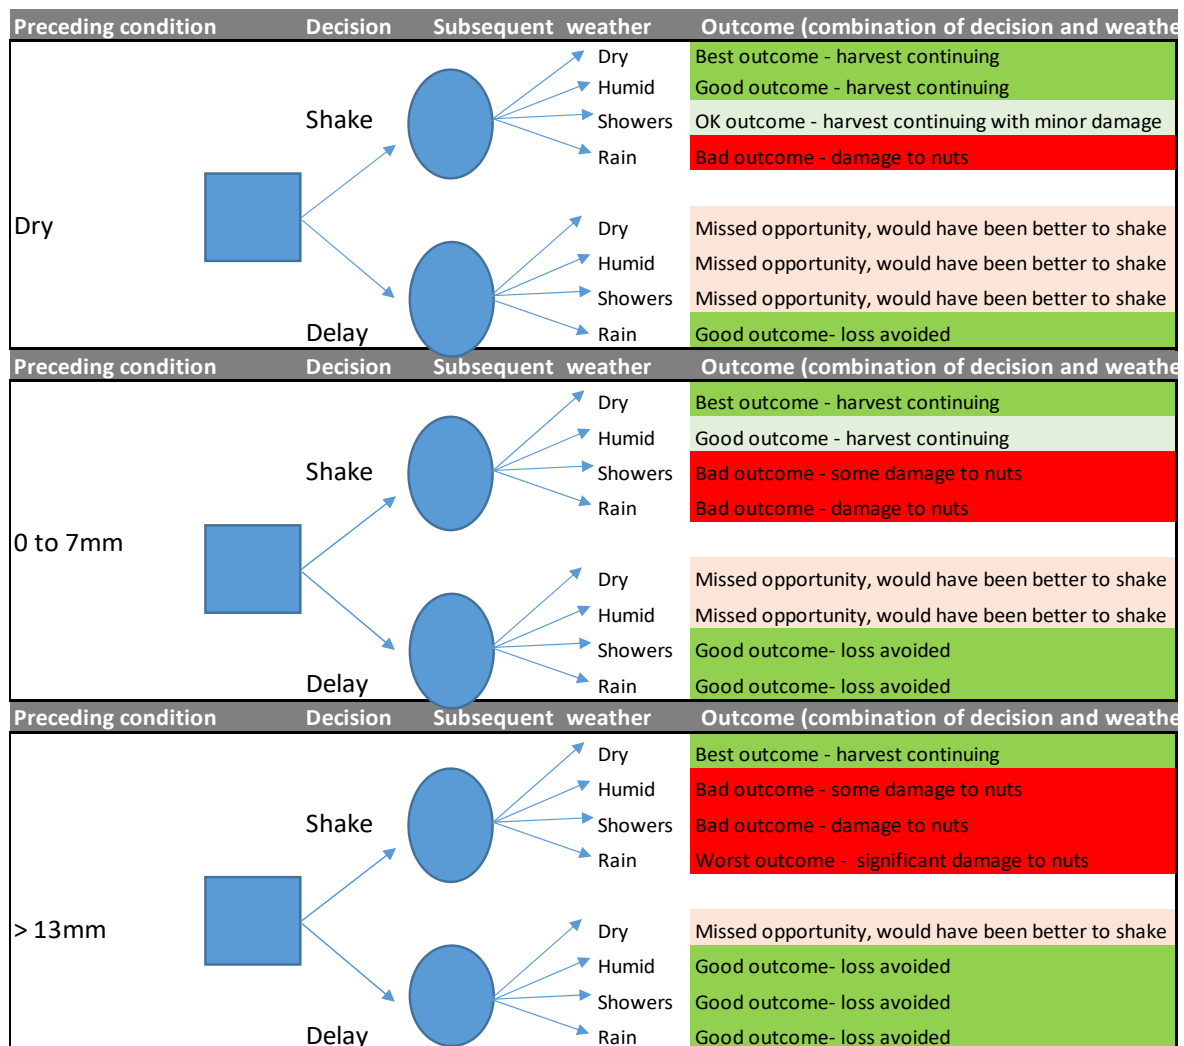 Preceding condition Decision Subsequent weather Outcome (combination of decision and weathe
Dry Best outcome - harvest continuing
Humid Good outcome - harvest continuing
Shake Showers OK outcome - harvest continuing with minor damage
Rain Bad outcome - damage to nuts
Dry Dry Missed opportunity, would have been better to shake
Humid Missed opportunity, would have been better to shake
Showers Missed opportunity, would have been better to shake
Delay Rain Good outcome- loss avoided
Preceding condition Decision Subsequent weather Outcome (combination of decision and weathe
Dry Best outcome - harvest continuing
Humid Good outcome - harvest continuing
Shake Showers Bad outcome - some damage to nuts
Rain Bad outcome - damage to nuts
0 to 7mm
Dry Missed opportunity, would have been better to shake
Humid Missed opportunity, would have been better to shake
Showers Good outcome- loss avoided
Delay Rain Good outcome- loss avoided
Preceding condition Decision Subsequent weather Outcome (combination of decision and weathe
Dry Best outcome - harvest continuing
Humid Bad outcome - some damage to nuts
Shake Showers Bad outcome - damage to nuts
Rain Worst outcome - significant damage to nuts
> 13mm Dry Missed opportunity, would have been better to shake
Humid Good outcome- loss avoided
Showers Good outcome- loss avoided
Delay Rain Good outcome- loss avoided